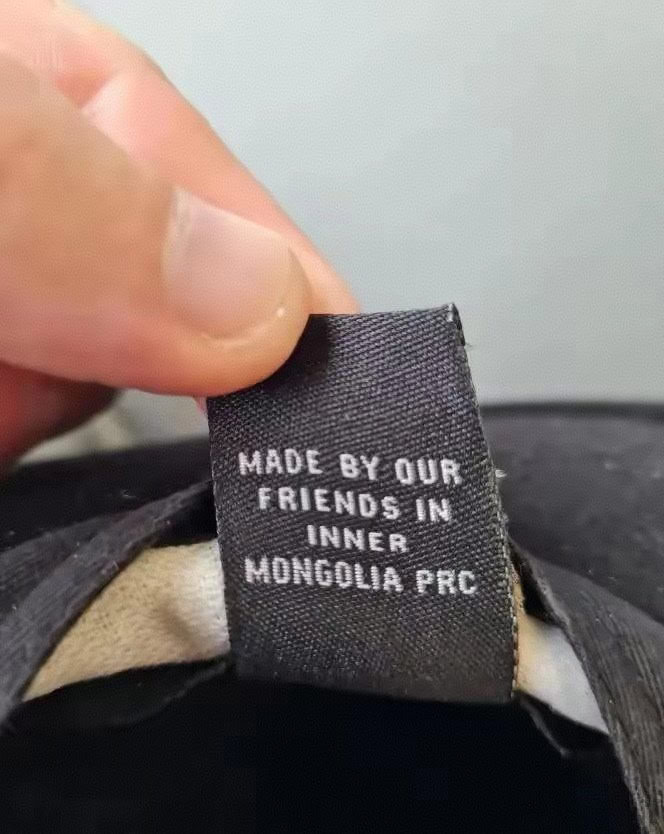 MADE BY OUR
FRIENDS IN
INNER
MONGOLIA PRC